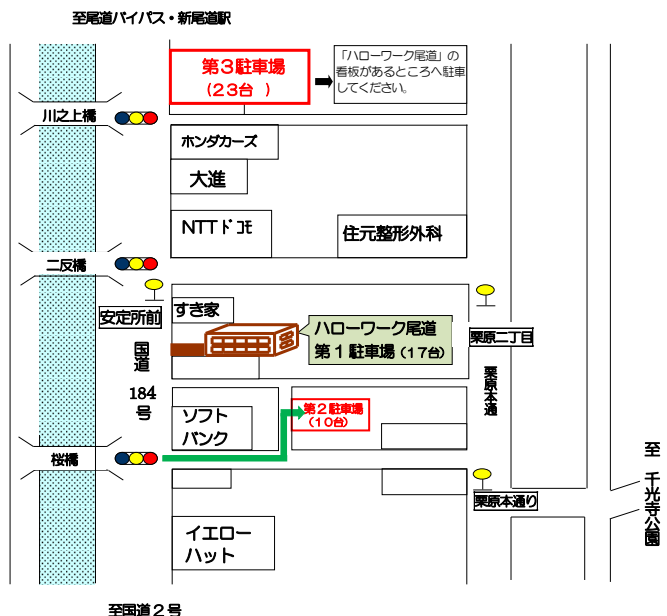 至尾道バイパス・新尾道駅
第3駐車場
(23台 )
「ハローワーク尾道」の
看板があるところへ駐車
してください。
川之上橋
ホンダカーズ
大進
NTTドコモ
住元整形外科
二反橋
安定所前
すき家
ハローワーク尾道
第1駐車場(17台)
栗原二丁目
国道
184
号
栗原本通
ソフト
バンク
第2駐車場
(10台)
桜橋
至 千光寺公園
栗原本通り
イエロー
ハット
至国道2号